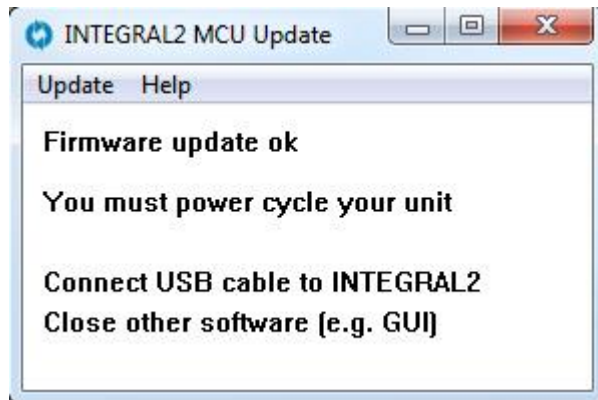 INTEGRAL2 MCU Update
Update Help
Firmware update ok
You must power cycle your unit
Connect USB cable to INTEGRAL2
Close other software (e.g. GUI)